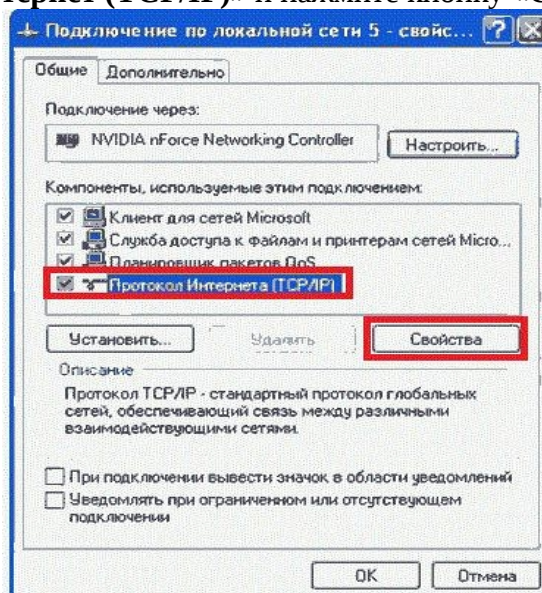 тернет (TCP/IP)» и нажмите кнопку «С
Подключение по локальной сети 5 - свойс...
Общие Дополнительно
Подключение через:
NVIDIA nForce Networking Controller Настроить...
Компоненты, используемые этим подключением:
Клиент для сетей Microsoft
Служба доступа к файлам и принтерам сетей Micro...
Планировщик пакетов QoS
Протокол Интернета (TCP/IP)
Установить... Удалить Свойства
Описание
Протокол TCP/IP - стандартный протокол глобальных
сетей, обеспечивающий связь между различными
взаимодействующими сетями.
При подключении вывести значок в области уведомлений
Уведомлять при ограниченном или отсутствующем
подключении
OK Отмена